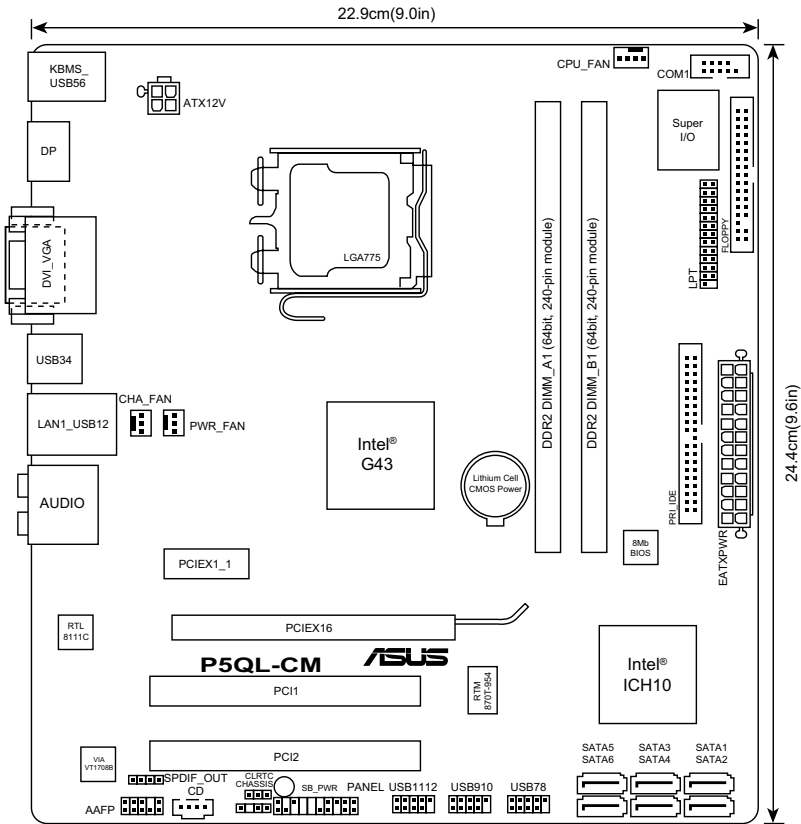 22.9cm(9.0in)
KBMS_
USB56
ATX12V
CPU_FAN
COM1
DP
Super
I/O
DVI_VGA
LGA775
DDR2 DIMM_A1 (64bit, 240-pin module)
DDR2 DIMM_B1 (64bit, 240-pin module)
FLOPPY
LPT
USB34
CHA_FAN
PWR_FAN
LAN1_USB12
24.4cm(9.6in)
Intel®
G43
Lithium Cell
CMOS Power
AUDIO
PRI_IDE
EATXPWR
8Mb
BIOS
PCIEX1_1
RTL
8111C
PCIEX16
P5QL-CM
ASUS
Intel®
ICH10
RTM
870T-954
PCI1
PCI2
VIA
VT1708B
SATA5
SATA6
SATA3
SATA4
SATA1
SATA2
SPDIF_OUT
CD
CLRTC
CHASSIS
SB_PWR
PANEL
USB1112
USB910
USB78
AAFP